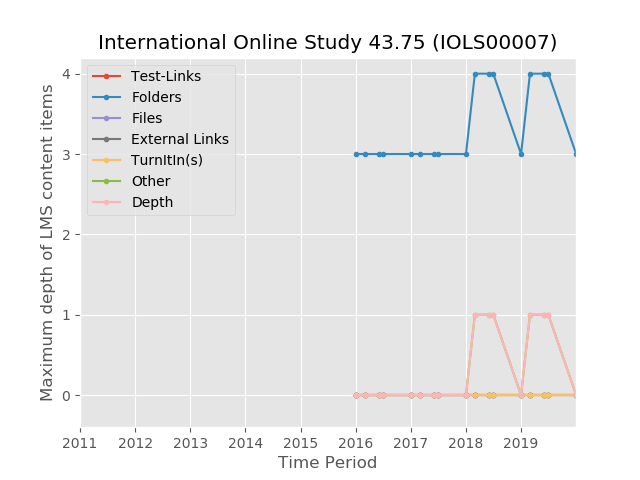 International Online Study 43.75 (IOLS00007)
Maximum depth of LMS content items
4
3
2
1
0
Test-Links
Folders
Files
External Links
TurnItIn(s)
Other
Depth
2011 2012 2013 2014 2015 2016 2017 2018 2019
Time Period